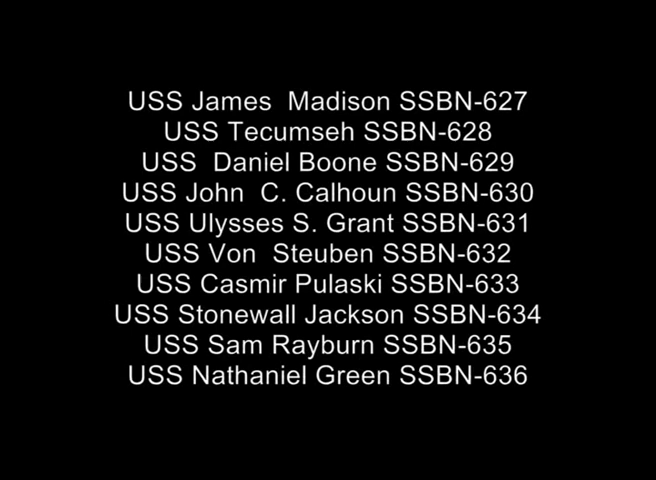 USS James  Madison SSBN-627
USS Tecumseh SSBN-628
USS  Daniel Boone SSBN-629
USS John  C. Calhoun SSBN-630
USS Ulysses S. Grant SSBN-631
USS Von  Steuben SSBN-632
USS Casmir Pulaski SSBN-633
USS Stonewall Jackson SSBN-634
USS Sam Rayburn SSBN-635
USS Nathaniel Green SSBN-636